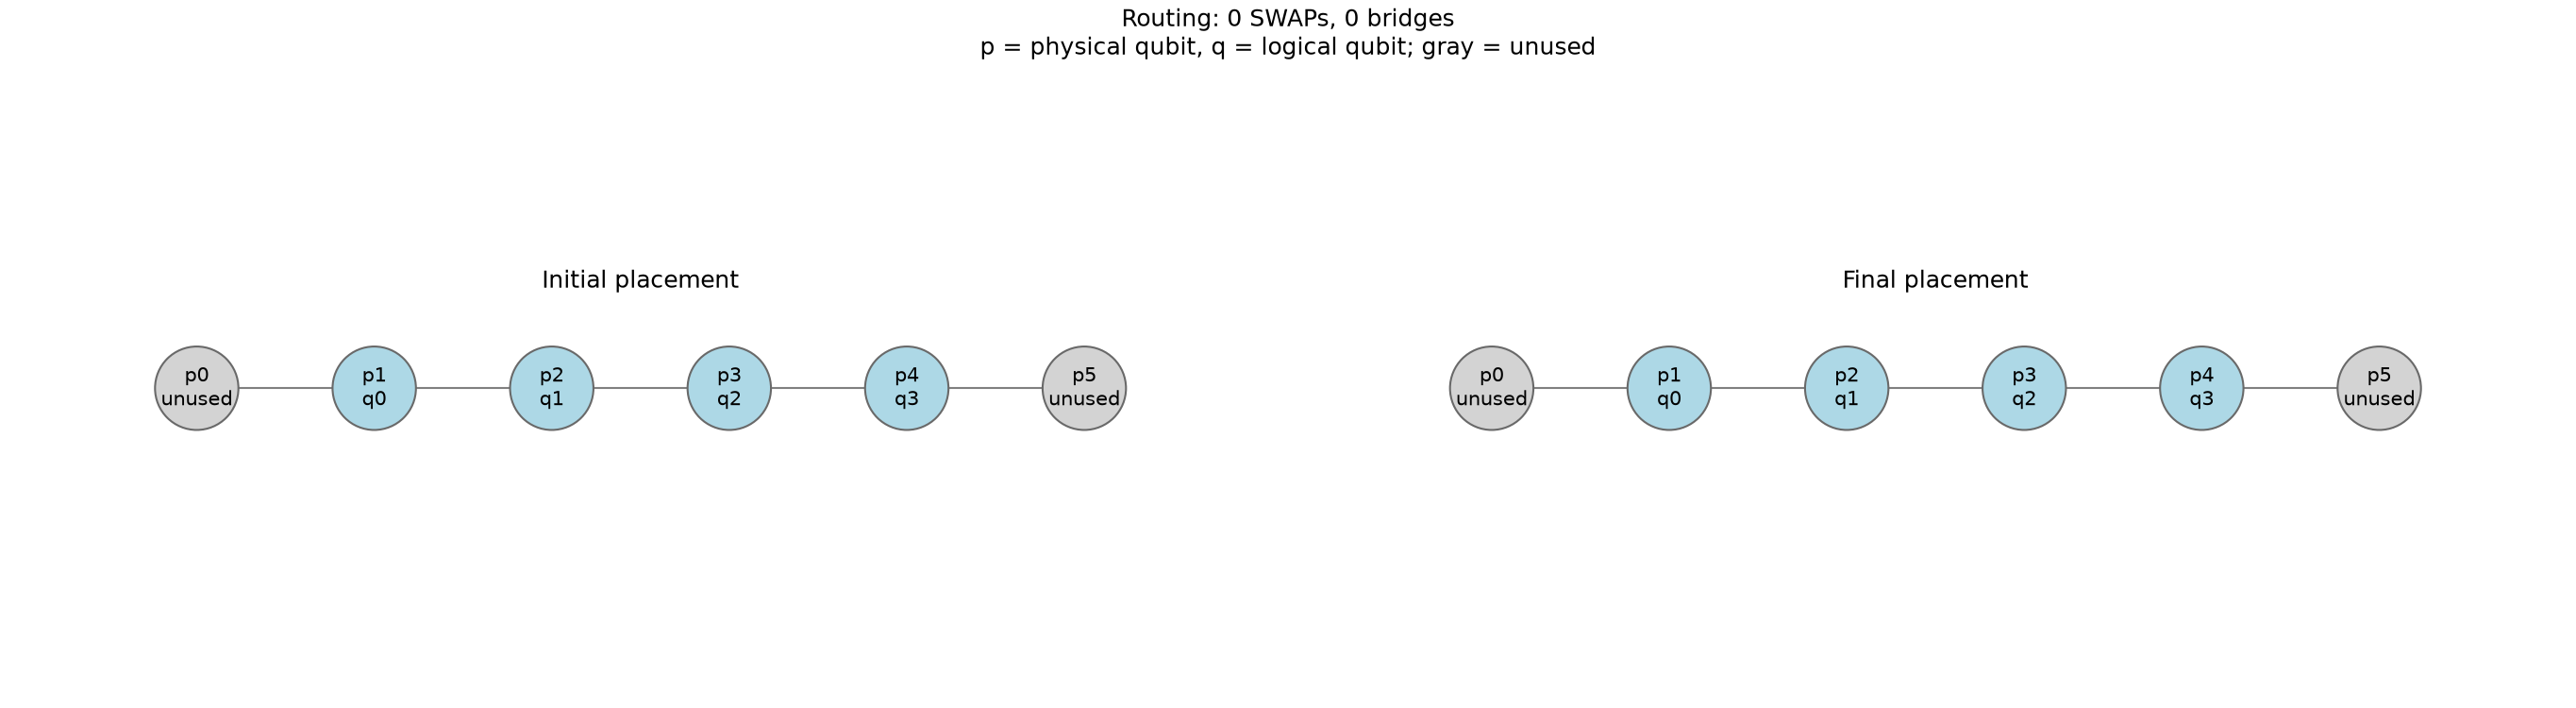 Routing: 0 SWAPs, 0 bridges
p = physical qubit, q = logical qubit; gray = unused
Initial placement
p0
unused
p1
q0
p2
q1
p3
q2
p4
q3
p5
unused
Final placement
p0
unused
p1
q0
p2
q1
p3
q2
p4
q3
p5
unused